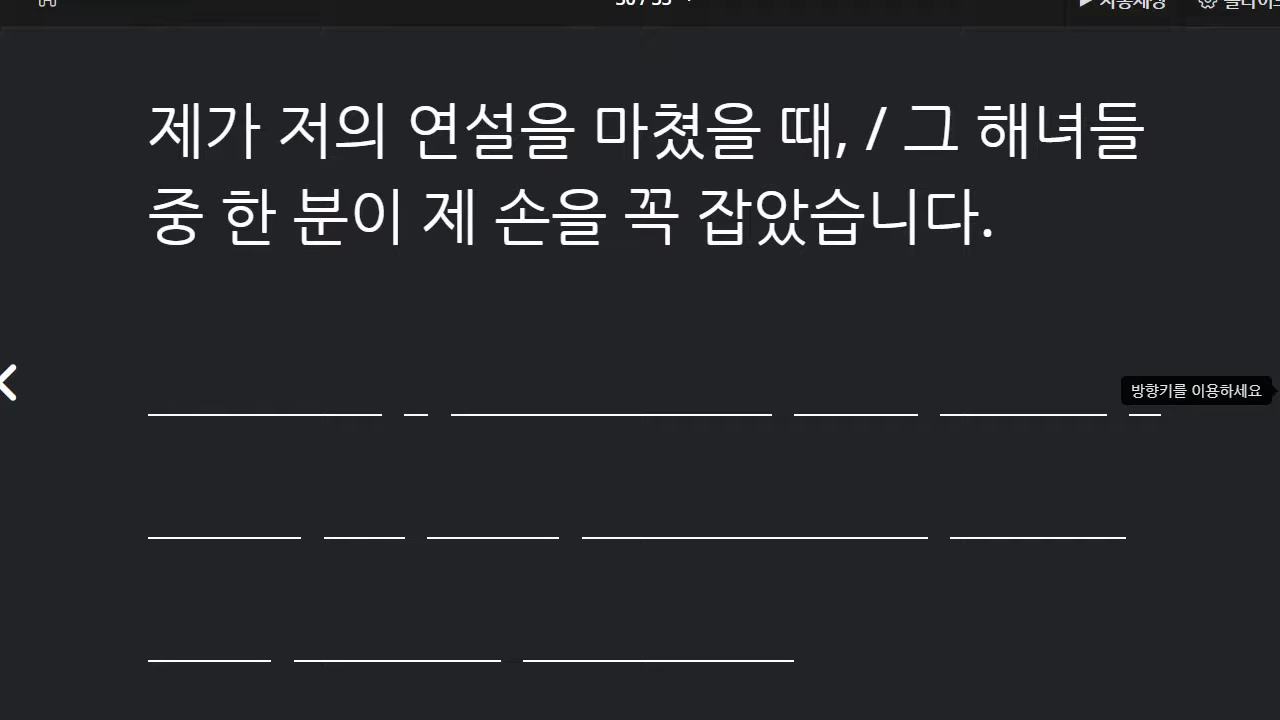 제가 저의 연설을 마쳤을 때, / 그 해녀들
중 한 분이 제 손을 꼭 잡았습니다.
방향키를 이용하세요